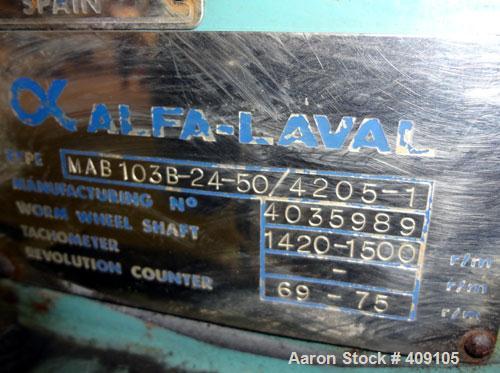 SPAIN
α ALFA-LAVAL
TYPE MAB 103B-24-50/4205-1
MANUFACTURING Nº 4035989
WORM WHEEL SHAFT 1420-1500 r/m
TACHOMETER - r/m
REVOLUTION COUNTER 69 - 75 r/m
Aaron Stock # 409105